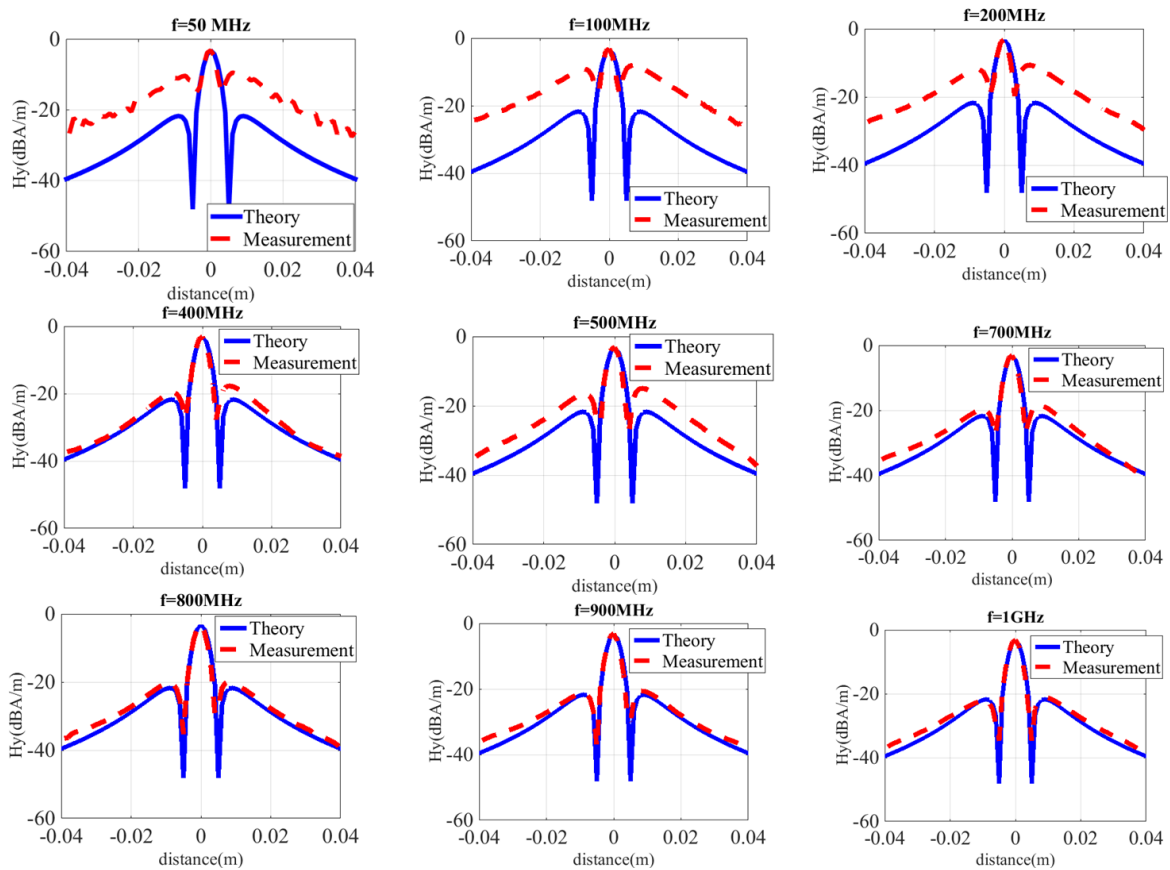 f=50 MHz
0
-20
-40
-60
Hy(dBA/m)
Theory
Measurement
-0.04 -0.02 0 0.02 0.04
distance(m)
f=100MHz
0
-20
-40
-60
Hy(dBA/m)
Theory
Measurement
-0.04 -0.02 0 0.02 0.04
distance(m)
f=200MHz
0
-20
-40
-60
Hy(dBA/m)
Theory
Measurement
-0.04 -0.02 0 0.02 0.04
distance(m)
f=400MHz
0
-20
-40
-60
Hy(dBA/m)
Theory
Measurement
-0.04 -0.02 0 0.02 0.04
distance(m)
f=500MHz
0
-20
-40
-60
Hy(dBA/m)
Theory
Measurement
-0.04 -0.02 0 0.02 0.04
distance(m)
f=700MHz
0
-20
-40
-60
Hy(dBA/m)
Theory
Measurement
-0.04 -0.02 0 0.02 0.04
distance(m)
f=800MHz
0
-20
-40
-60
Hy(dBA/m)
Theory
Measurement
-0.04 -0.02 0 0.02 0.04
distance(m)
f=900MHz
0
-20
-40
-60
Hy(dBA/m)
Theory
Measurement
-0.04 -0.02 0 0.02 0.04
distance(m)
f=1GHz
0
-20
-40
-60
Hy(dBA/m)
Theory
Measurement
-0.04 -0.02 0 0.02 0.04
distance(m)